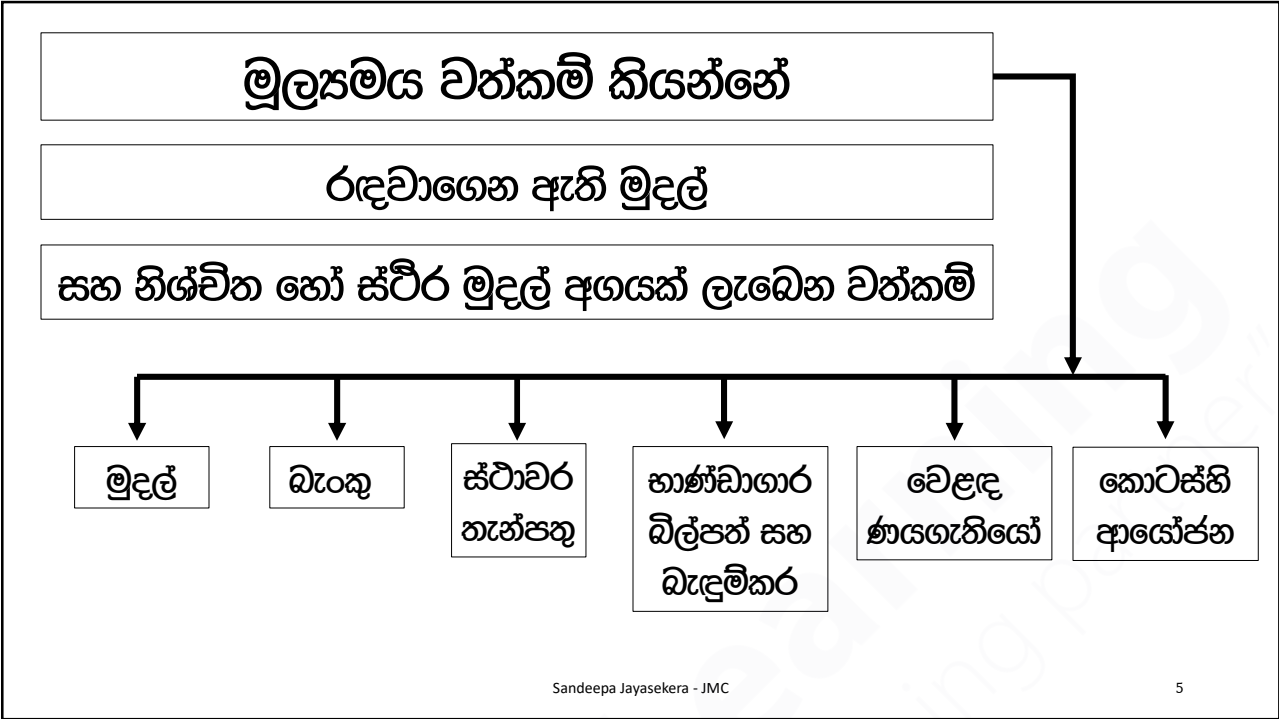 මූල්‍යමය වත්කම් කියන්නේ
රඳවාගෙන ඇති මුදල්
සහ නිශ්චිත හෝ ස්ථිර මුදල් අගයක් ලැබෙන වත්කම්
මුදල්
බැංකු
ස්ථාවර
තැන්පතු
භාණ්ඩාගාර
බිල්පත් සහ
බැඳුම්කර
වෙළඳ
ණයගැතියෝ
කොටස්හි
ආයෝජන
Sandeepa Jayasekera - JMC
5